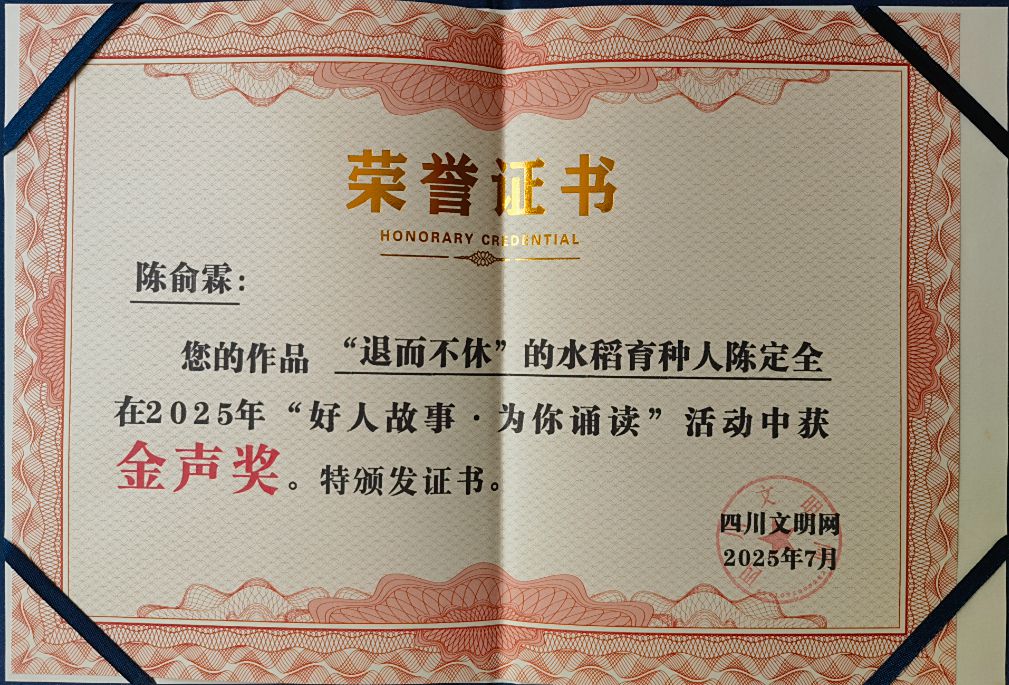 荣誉证书
HONORARY CREDENTIAL
陈俞霖：
您的作品 “退而不休”的水稻育种人陈定全
在2025年“好人故事·为你诵读”活动中获
金声奖。特颁发证书。
四川文明网
2025年7月